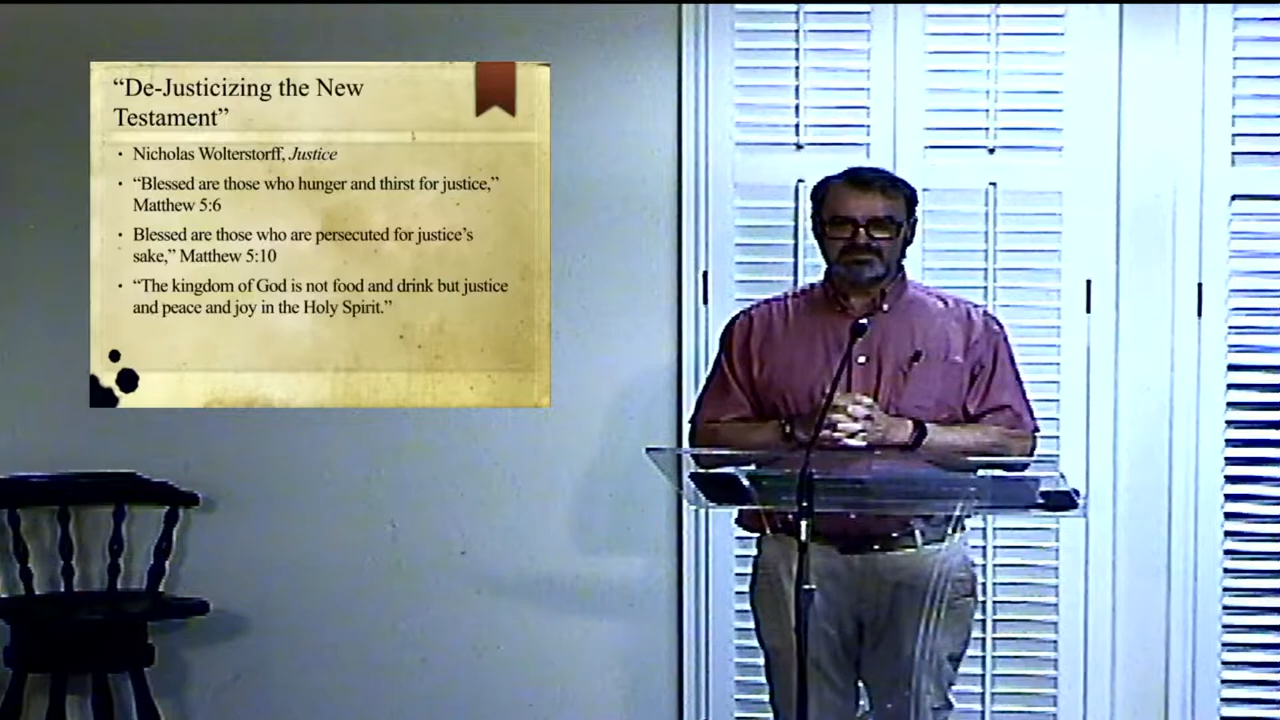 “De-Justicizing the New
Testament”
• Nicholas Wolterstorff, Justice
• “Blessed are those who hunger and thirst for justice,”
Matthew 5:6
• Blessed are those who are persecuted for justice’s
sake,” Matthew 5:10
• “The kingdom of God is not food and drink but justice
and peace and joy in the Holy Spirit.”